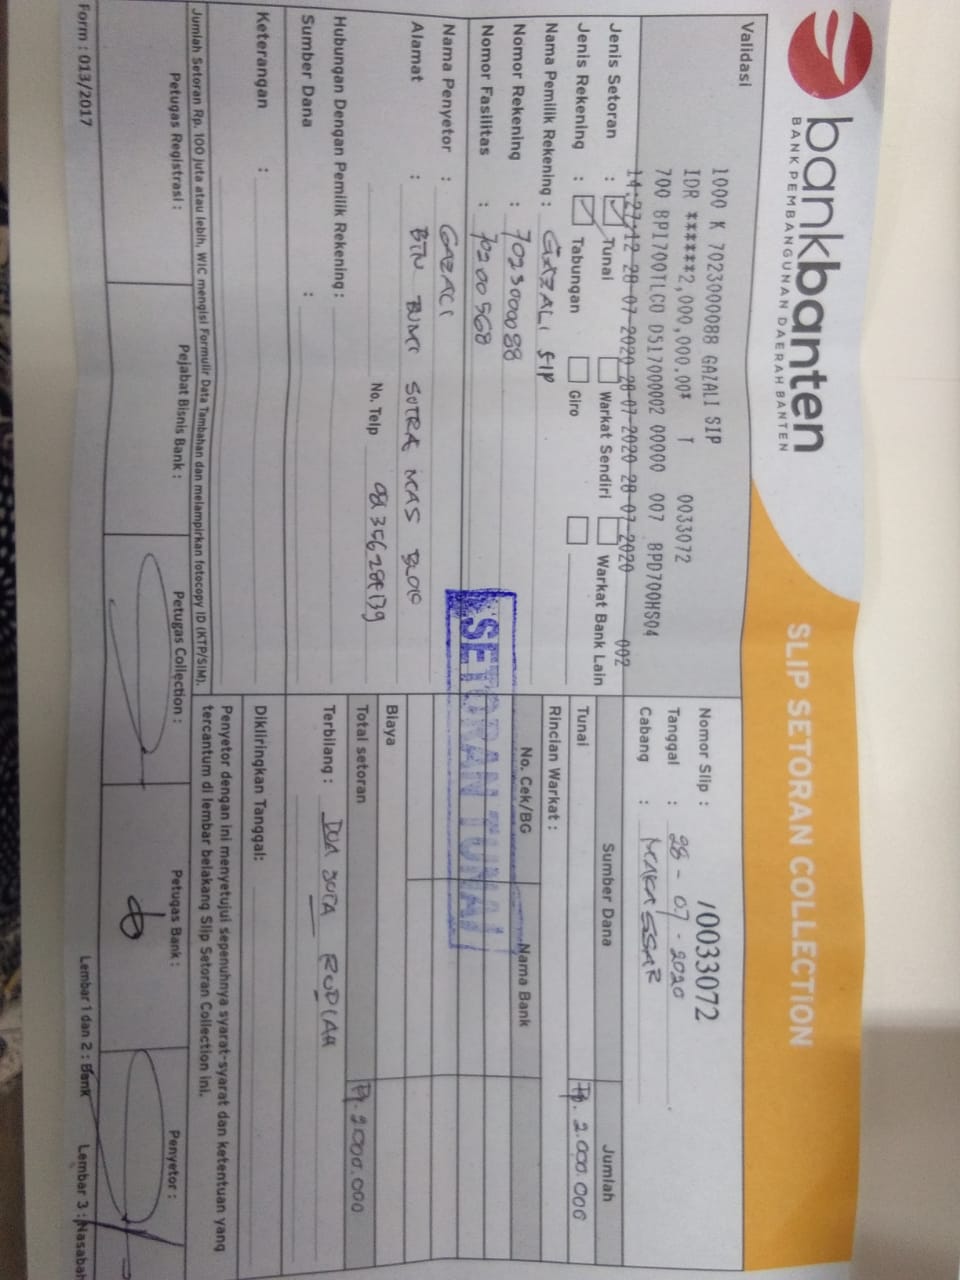 bankbanten
BANK PEMBANGUNAN DAERAH BANTEN
SLIP SETORAN COLLECTION
Validasi
1000 K 7023000088 GAZALI SIP
IDR ******2,000,000.00* T 0033072
700 BPI700TLCO 0517000002 00000 007 BPD700HS04
14:27:12 28-07-2020 28-07-2020 28-07-2020 002
Nomor Slip : 10033072
Tanggal : 28-07-2020
Cabang : MAKASSAR
Jenis Setoran : Tunai Warkat Sendiri Warkat Bank Lain
Jenis Rekening : Tabungan Giro
Nama Pemilik Rekening : GAZALI SIP
Nomor Rekening : 7023000088
Nomor Fasilitas : 70200568
Nama Penyetor : GAZALI
Alamat : BTN BUMI SUTRA MAS BLOK
No. Telp
Hubungan Dengan Pemilik Rekening :
Sumber Dana :
Keterangan :
Sumber Dana Jumlah
Tunai Rp. 2.000.000
Rincian Warkat :
No. Cek/BG Nama Bank
SETORAN TUNAI
Biaya
Total setoran Rp. 2000.000
Terbilang : DUA JUTA RUPIAH
Dikliringkan Tanggal:
Penyetor dengan ini menyetujui sepenuhnya syarat-syarat dan ketentuan yang
tercantum di lembar belakang Slip Setoran Collection ini.
Jumlah Setoran Rp. 100 juta atau lebih, WIC mengisi Formulir Data Tambahan dan melampirkan fotocopy ID (KTP/SIM).
Petugas Registrasi : Pejabat Bisnis Bank : Petugas Collection : Petugas Bank : Penyetor :
Form : 013/2017 Lembar 1 dan 2 : Bank Lembar 3 : Nasabah